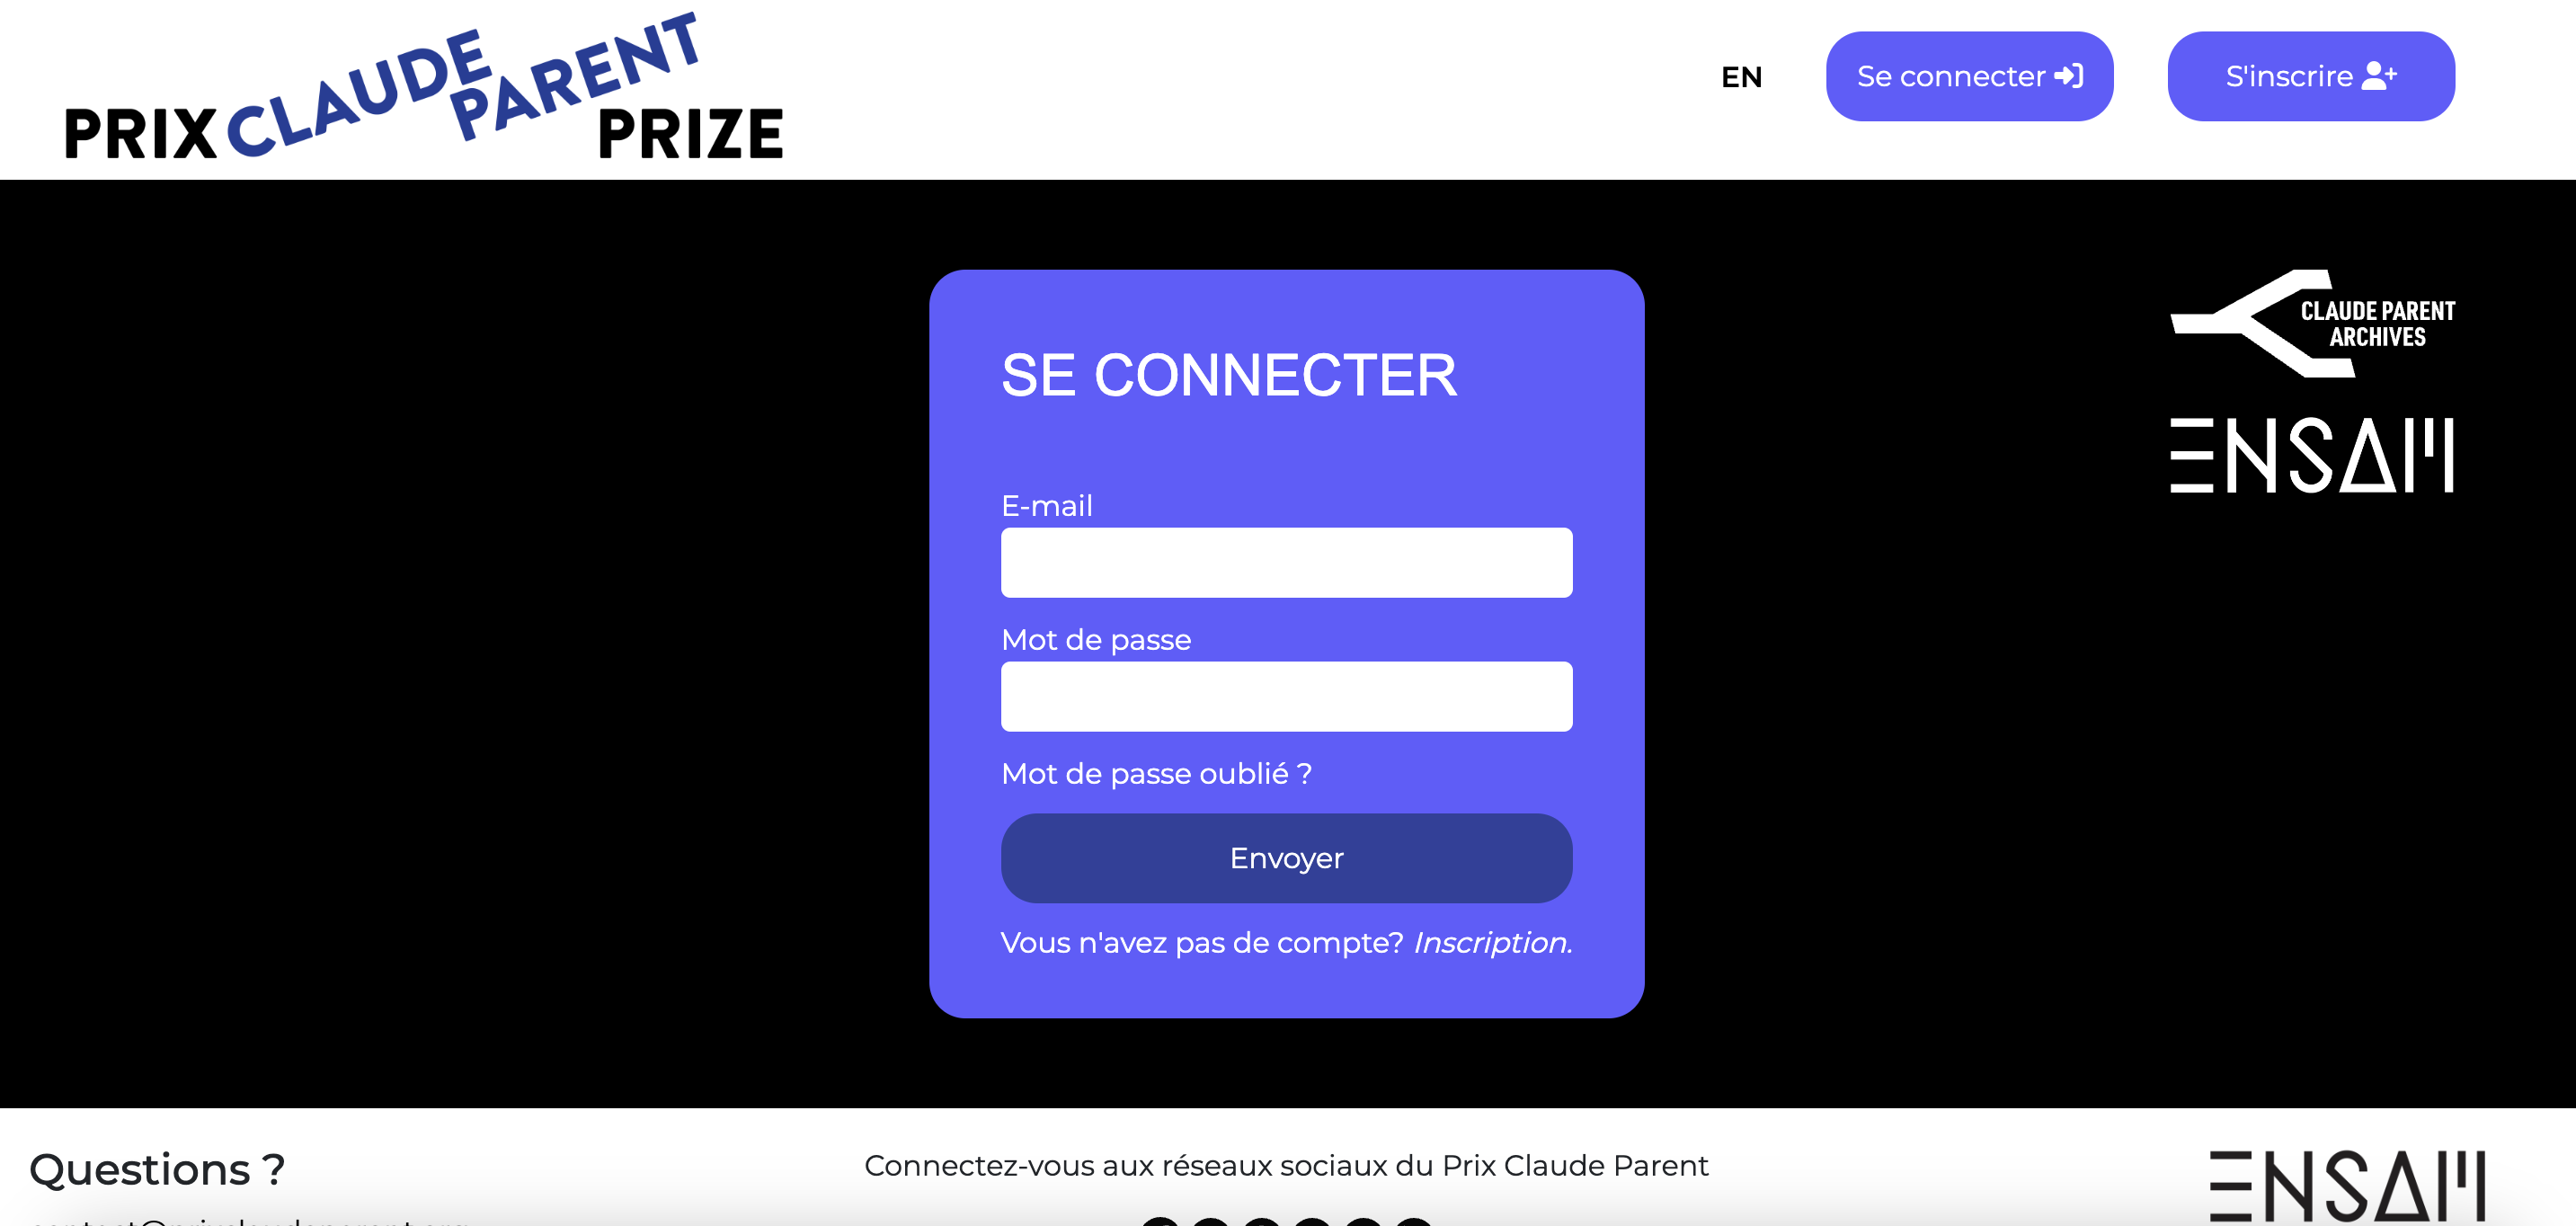 PRIX CLAUDE PARENT PRIZE
EN
Se connecter
S'inscrire
CLAUDE PARENT
ARCHIVES
ENSAM
SE CONNECTER
E-mail
Mot de passe
Mot de passe oublié ?
Envoyer
Vous n'avez pas de compte? Inscription.
Questions ?
Connectez-vous aux réseaux sociaux du Prix Claude Parent
ENSAM